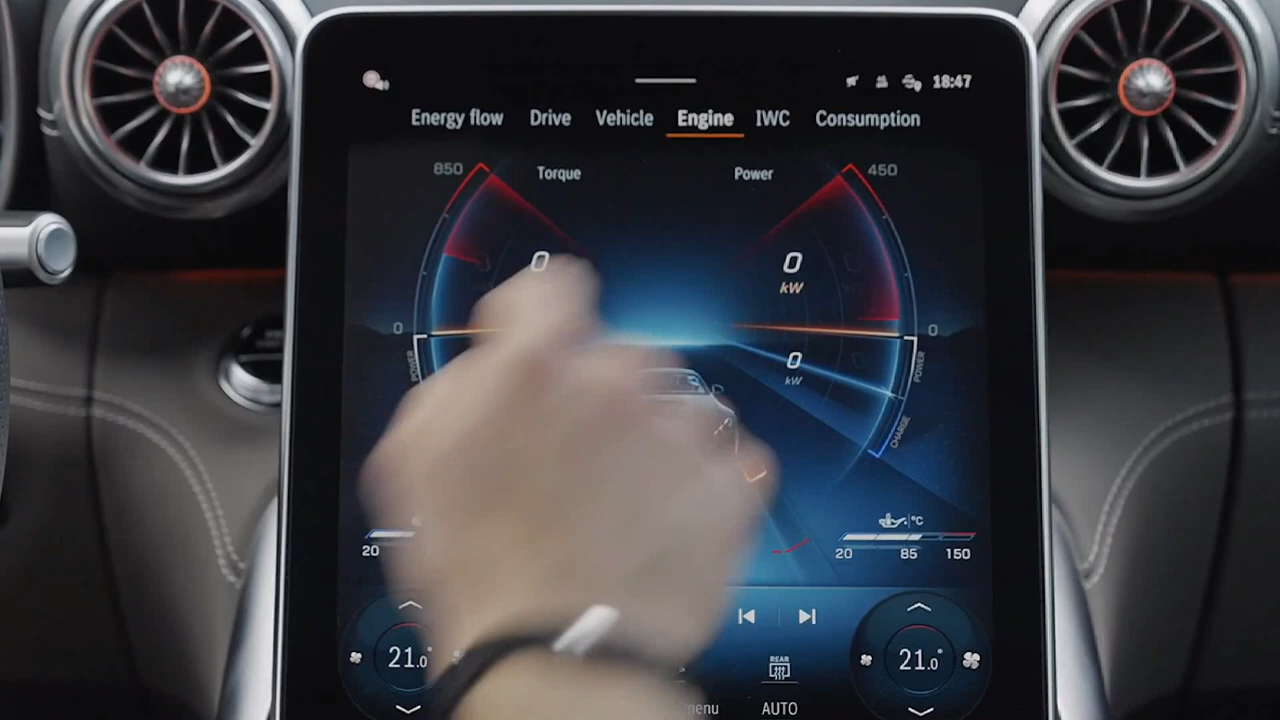 18:47
Energy flow Drive Vehicle Engine IWC Consumption
850 Torque Power 450
0 0
kW
0 0
POWER 0 POWER
kW
CHARGE
°C
20 20 85 150
21.0° 21.0°
REAR
menu AUTO